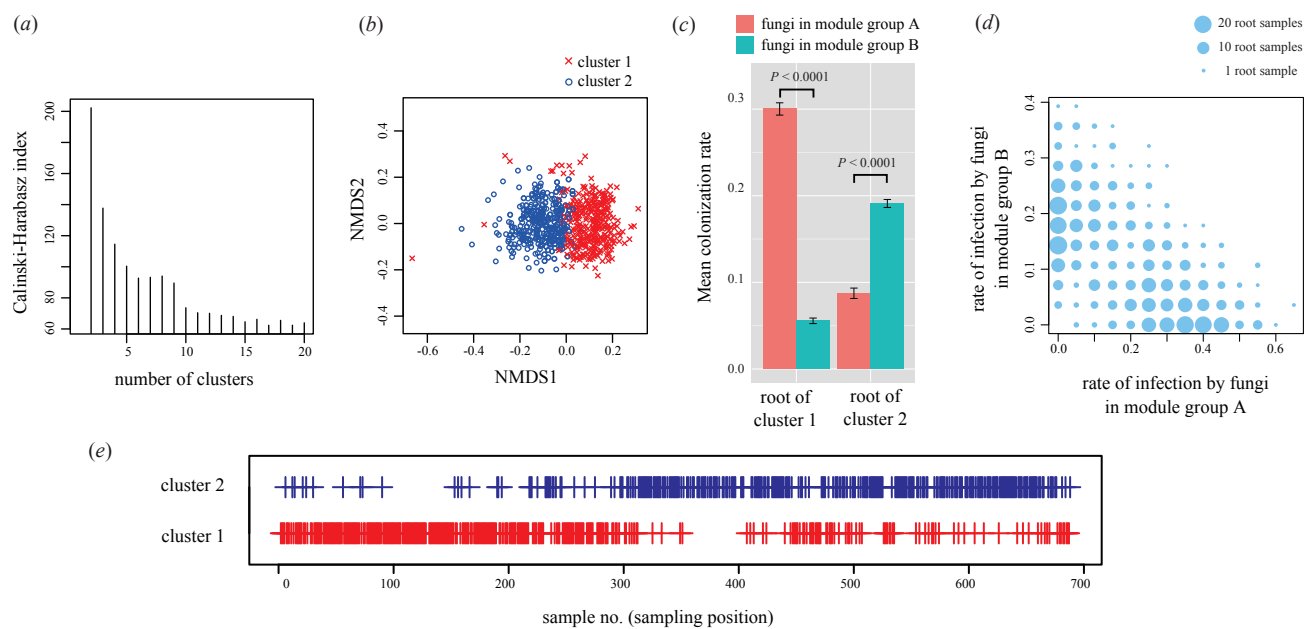 (a)
Calinski-Harabasz index
200
160
120
100
80
60
5
10
15
20
number of clusters
(b)
cluster 1
cluster 2
NMDS2
0.4
0.2
0.0
-0.2
-0.4
-0.6
-0.4
-0.2
0.0
0.2
NMDS1
(c)
fungi in module group A
fungi in module group B
Mean colonization rate
0.3
0.2
0.1
0.0
P < 0.0001
P < 0.0001
root of
cluster 1
root of
cluster 2
(d)
20 root samples
10 root samples
1 root sample
rate of infection by fungi
in module group B
0.4
0.3
0.2
0.1
0.0
0.0
0.2
0.4
0.6
rate of infection by fungi
in module group A
(e)
cluster 2
cluster 1
0
100
200
300
400
500
600
700
sample no. (sampling position)